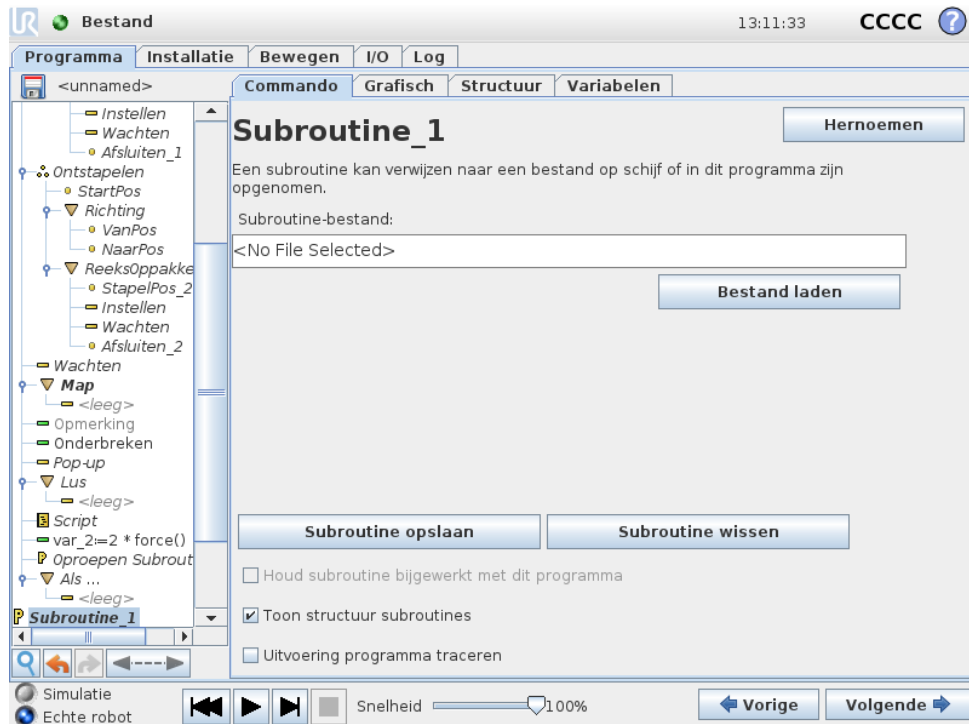 UR Bestand 13:11:33 CCCC ?
Programma Installatie Bewegen I/O Log
<unnamed>
Commando Grafisch Structuur Variabelen
Instellen
Wachten
Afsluiten_1
Ontstapelen
StartPos
Richting
VanPos
NaarPos
ReeksOppakke
StapelPos_2
Instellen
Wachten
Afsluiten_2
Wachten
Map
<leeg>
Opmerking
Onderbreken
Pop-up
Lus
<leeg>
Script
var_2:=2 * force()
Oproepen Subrout
Als ...
<leeg>
Subroutine_1
Subroutine_1
Hernoemen
Een subroutine kan verwijzen naar een bestand op schijf of in dit programma zijn
opgenomen.
Subroutine-bestand:
<No File Selected>
Bestand laden
Subroutine opslaan Subroutine wissen
Houd subroutine bijgewerkt met dit programma
Toon structuur subroutines
Uitvoering programma traceren
Simulatie
Echte robot
Snelheid 100%
Vorige Volgende